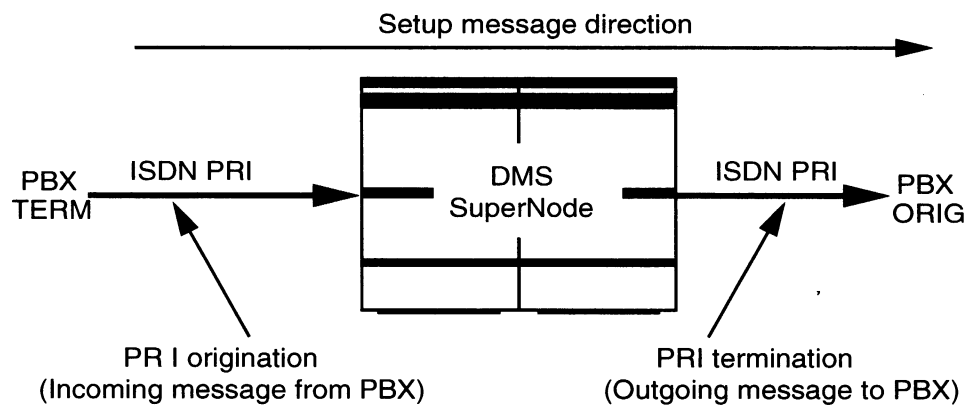 Setup message direction
ISDN PRI
ISDN PRI
PBX
TERM
DMS
SuperNode
PBX
ORIG
PR I origination
(Incoming message from PBX)
PRI termination
(Outgoing message to PBX)